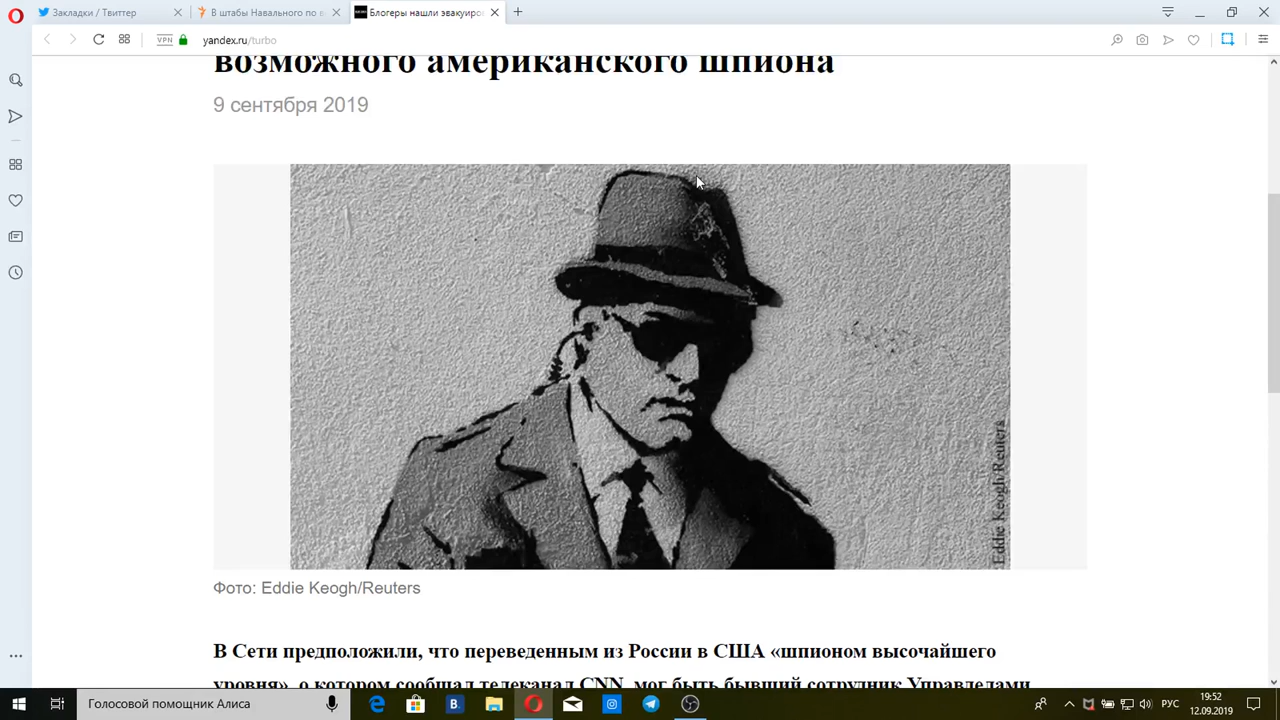 Закладки / Твиттер
В штабы Навального по в
Блогеры нашли эвакуиро
VPN
yandex.ru/turbo
возможного американского шпиона
9 сентября 2019
Eddie Keogh/Reuters
Фото: Eddie Keogh/Reuters
В Сети предположили, что переведенным из России в США «шпионом высочайшего
уровня», о котором сообщал телеканал CNN, мог быть бывший сотрудник Управделами
Голосовой помощник Алиса
B.
РУС
19:52
12.09.2019